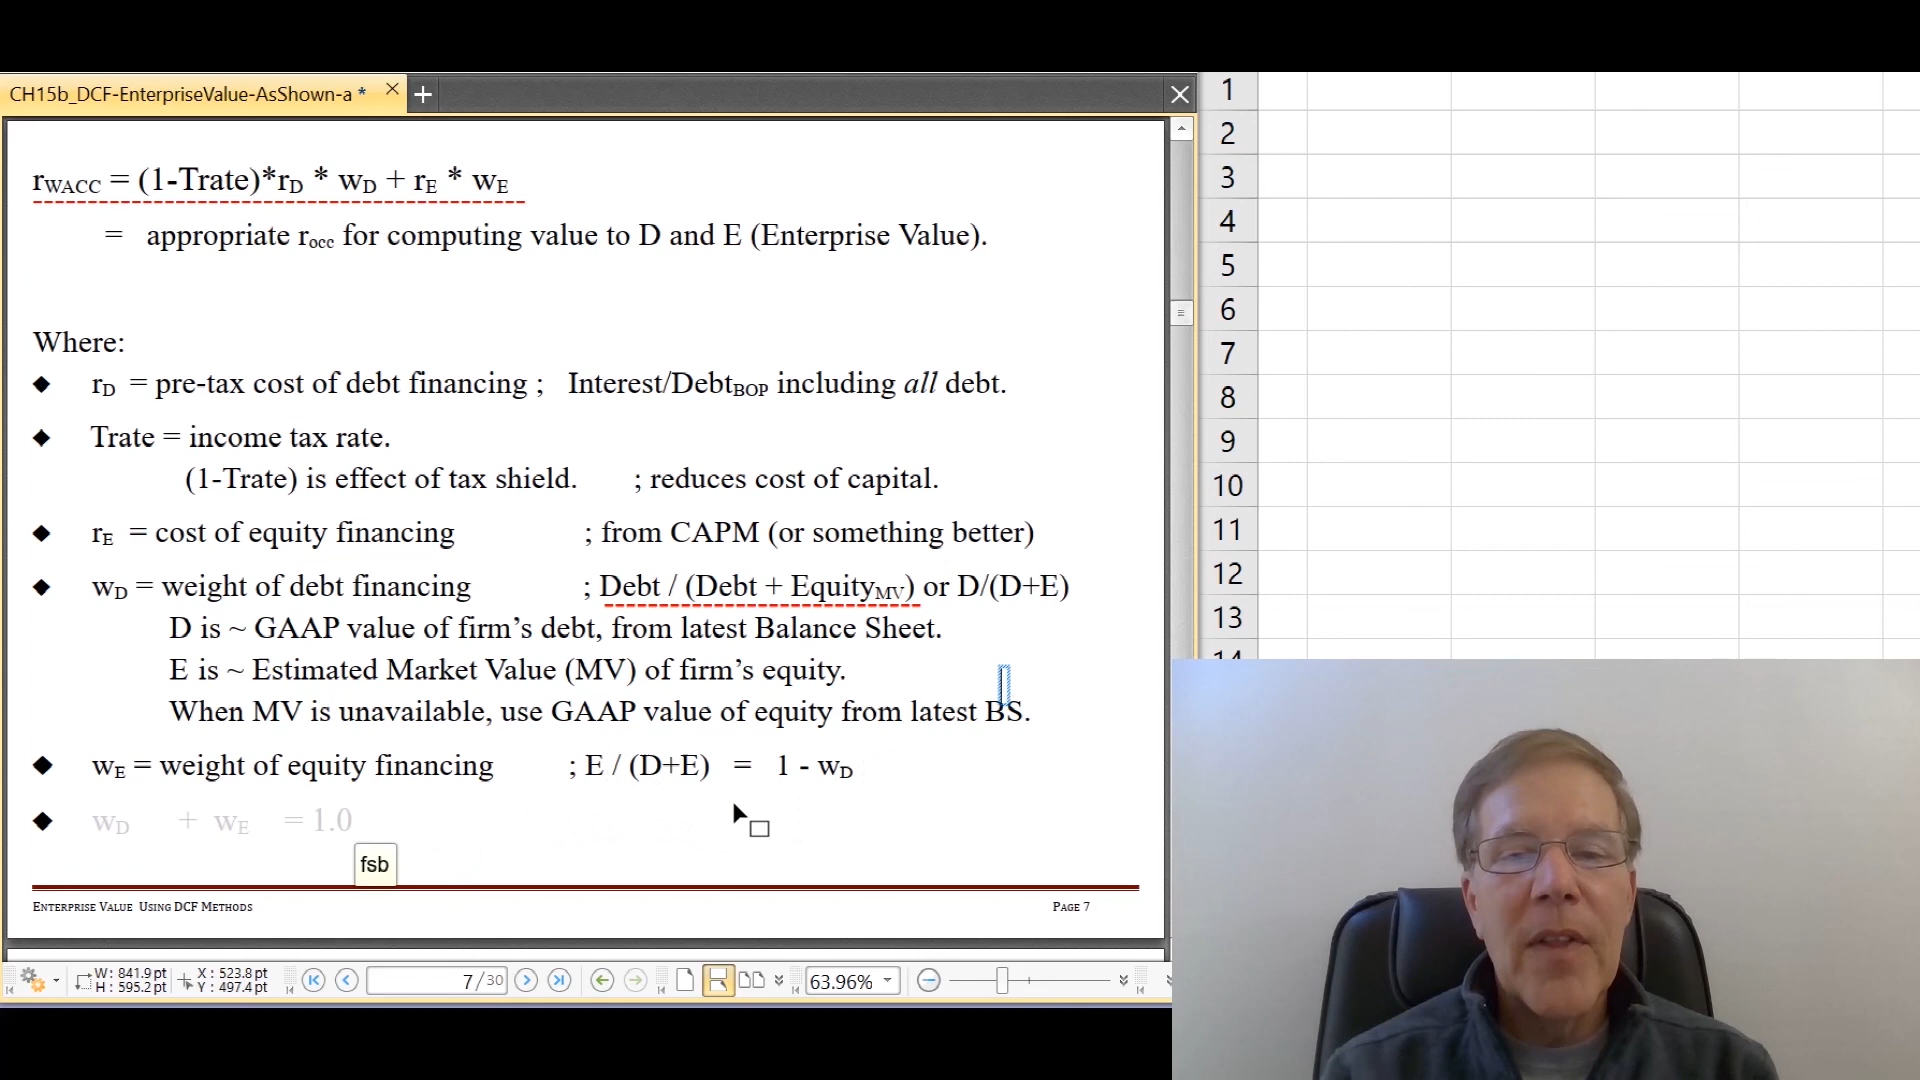 CH15b_DCF-EnterpriseValue-AsShown-a *
rWACC = (1-Trate)*rD * wD + rE * wE
= appropriate rocc for computing value to D and E (Enterprise Value).
Where:
◆ rD = pre-tax cost of debt financing ; Interest/DebtBOP including all debt.
◆ Trate = income tax rate.
(1-Trate) is effect of tax shield. ; reduces cost of capital.
◆ rE = cost of equity financing ; from CAPM (or something better)
◆ wD = weight of debt financing ; Debt / (Debt + EquityMV) or D/(D+E)
D is ~ GAAP value of firm's debt, from latest Balance Sheet.
E is ~ Estimated Market Value (MV) of firm's equity.
When MV is unavailable, use GAAP value of equity from latest BS.
◆ wE = weight of equity financing ; E / (D+E) = 1 - wD
◆ wD + wE = 1.0
fsb
ENTERPRISE VALUE USING DCF METHODS PAGE 7
W: 841.9 pt X: 523.8 pt
H: 595.2 pt Y: 497.4 pt
7 / 30
63.96%
1
2
3
4
5
6
7
8
9
10
11
12
13